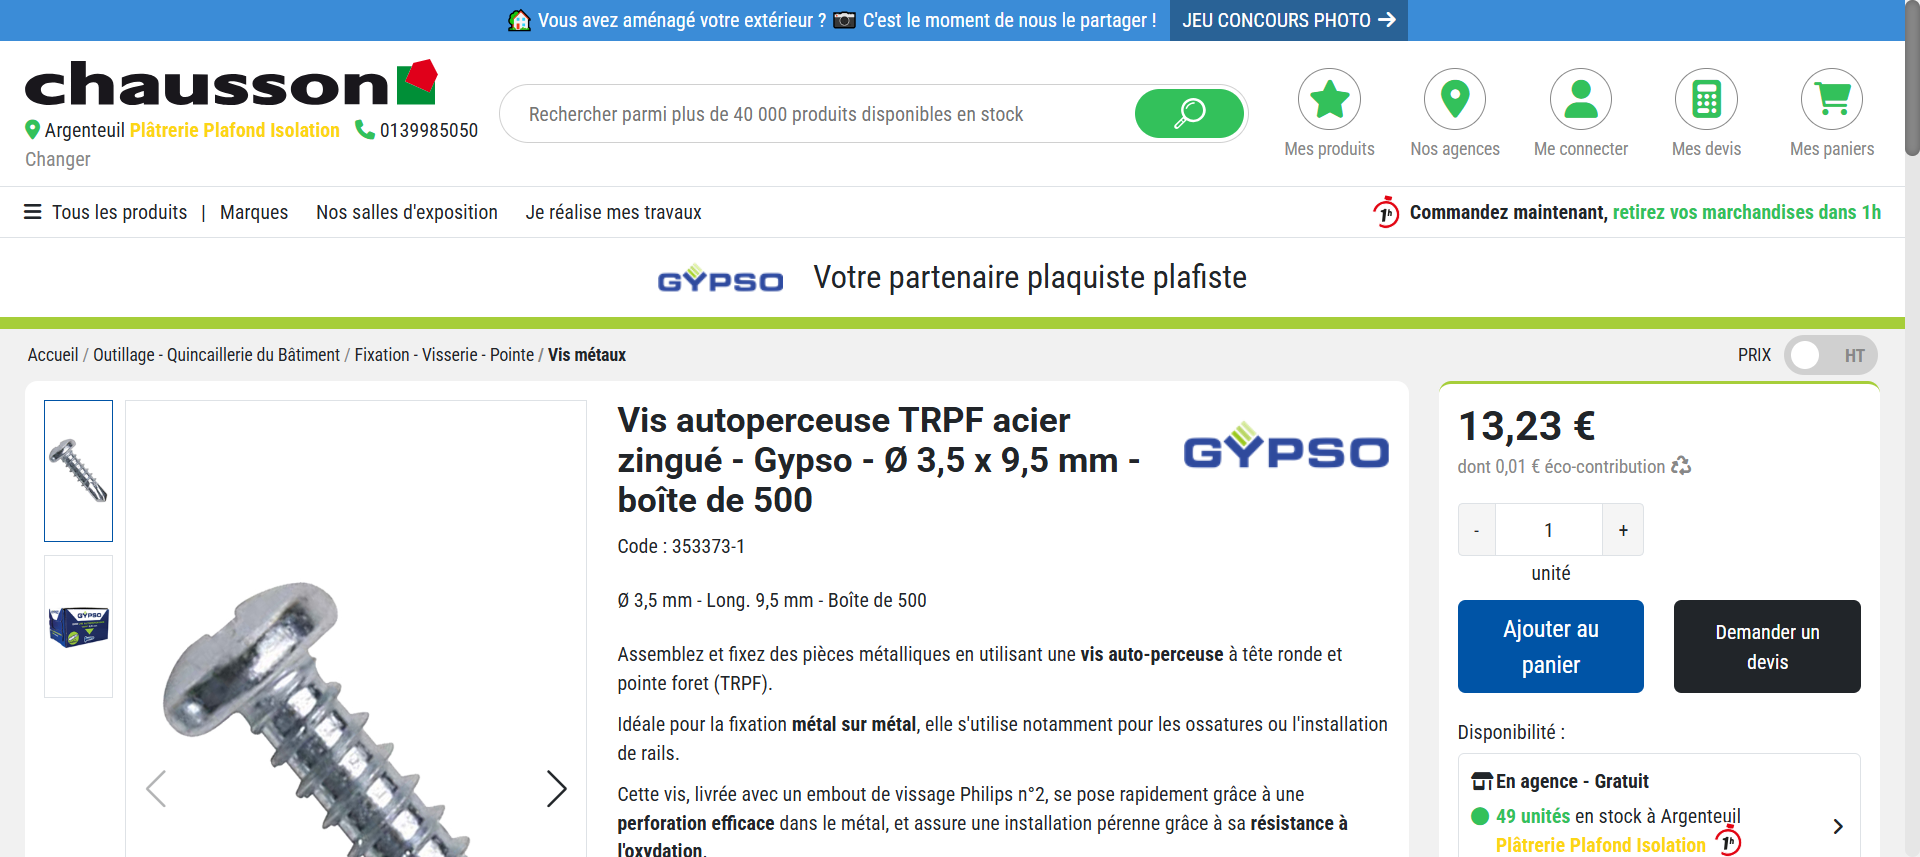 Vous avez aménagé votre extérieur ? C'est le moment de nous le partager ! JEU CONCOURS PHOTO
chausson
Argenteuil Plâtrerie Plafond Isolation 0139985050
Changer
Rechercher parmi plus de 40 000 produits disponibles en stock
Mes produits
Nos agences
Me connecter
Mes devis
Mes paniers
Tous les produits | Marques Nos salles d'exposition Je réalise mes travaux
1h Commandez maintenant, retirez vos marchandises dans 1h
GYPSO Votre partenaire plaquiste plafiste
Accueil / Outillage - Quincaillerie du Bâtiment / Fixation - Visserie - Pointe / Vis métaux
PRIX HT
GYPSO
Vis autoperceuse TRPF acier
zingué - Gypso - Ø 3,5 x 9,5 mm -
boîte de 500
GYPSO
Code : 353373-1
Ø 3,5 mm - Long. 9,5 mm - Boîte de 500
Assemblez et fixez des pièces métalliques en utilisant une vis auto-perceuse à tête ronde et
pointe foret (TRPF).
Idéale pour la fixation métal sur métal, elle s'utilise notamment pour les ossatures ou l'installation
de rails.
Cette vis, livrée avec un embout de vissage Philips n°2, se pose rapidement grâce à une
perforation efficace dans le métal, et assure une installation pérenne grâce à sa résistance à
l'oxydation.
13,23 €
dont 0,01 € éco-contribution
- 1 +
unité
Ajouter au
panier
Demander un
devis
Disponibilité :
En agence - Gratuit
49 unités en stock à Argenteuil
Plâtrerie Plafond Isolation 1h